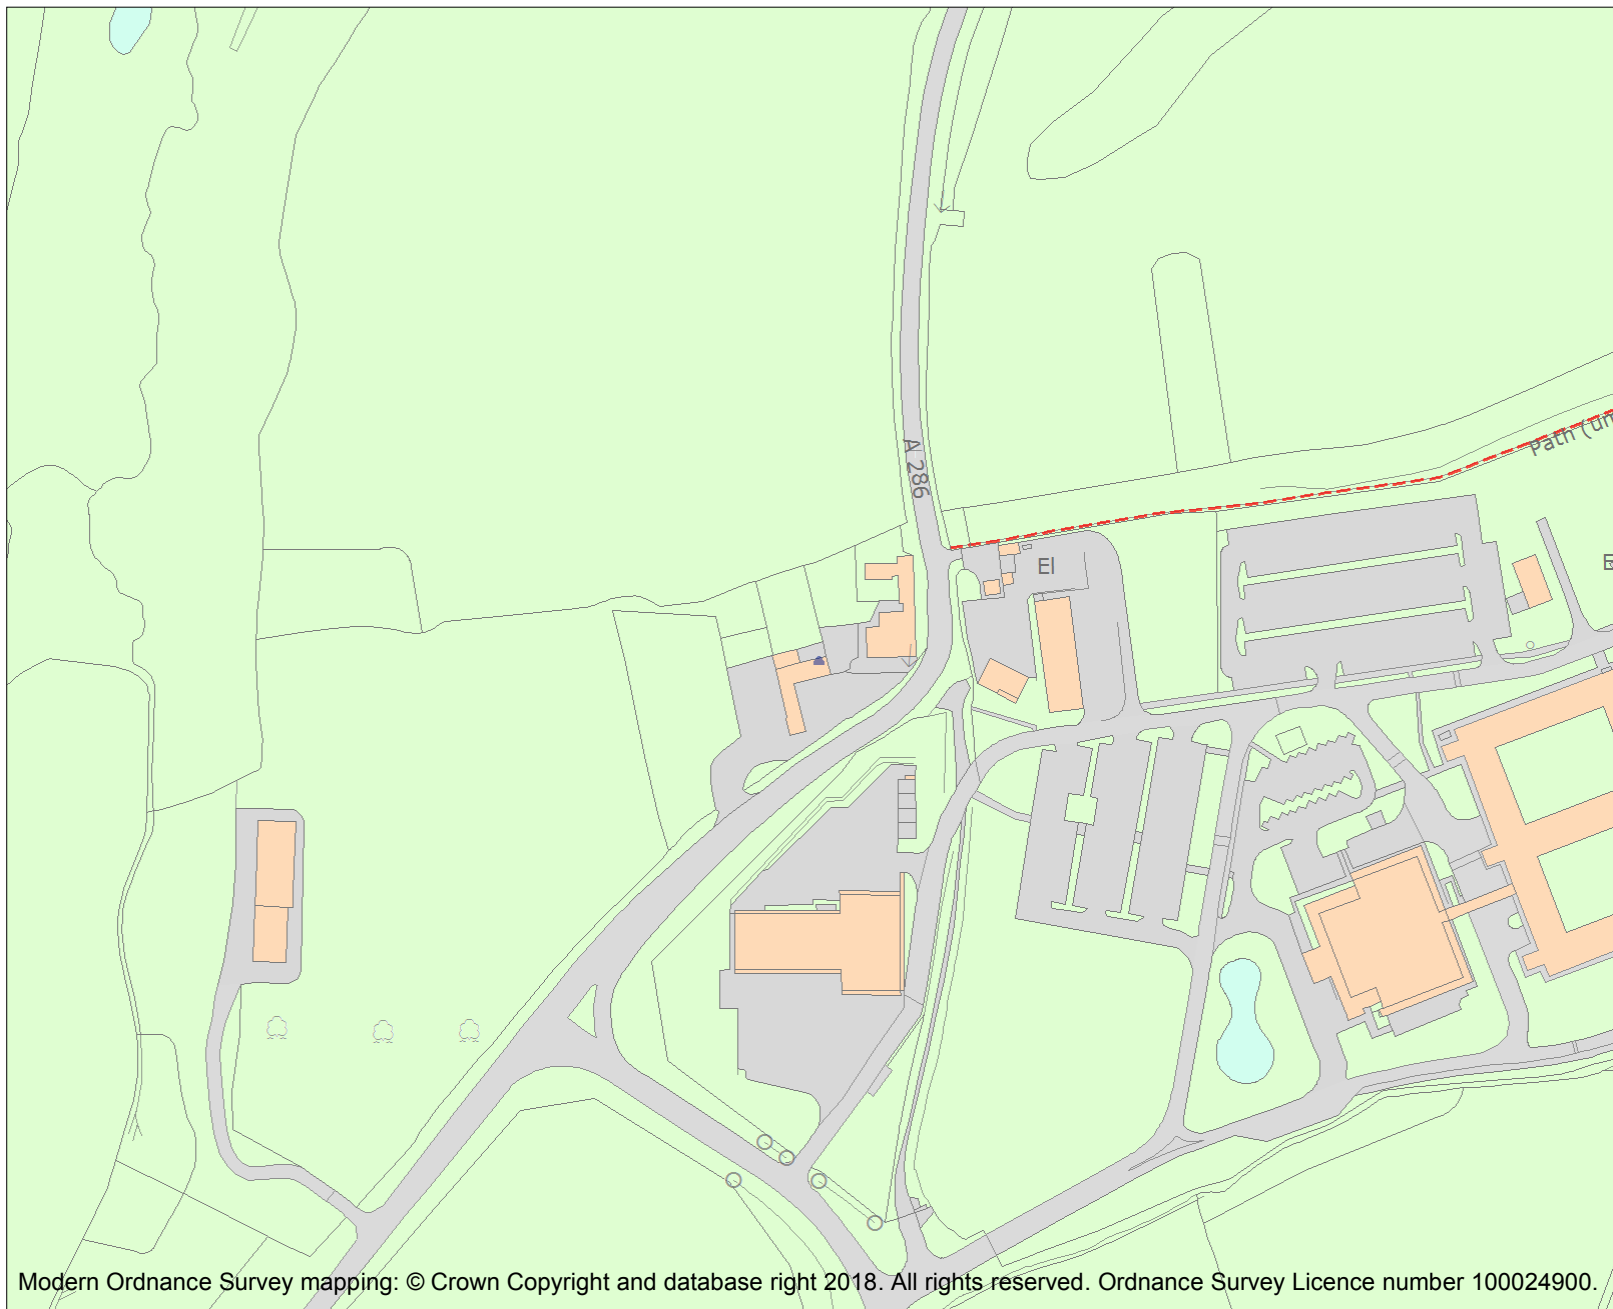 A 286
Path (un
El
E
Modern Ordnance Survey mapping: © Crown Copyright and database right 2018. All rights reserved. Ordnance Survey Licence number 100024900.